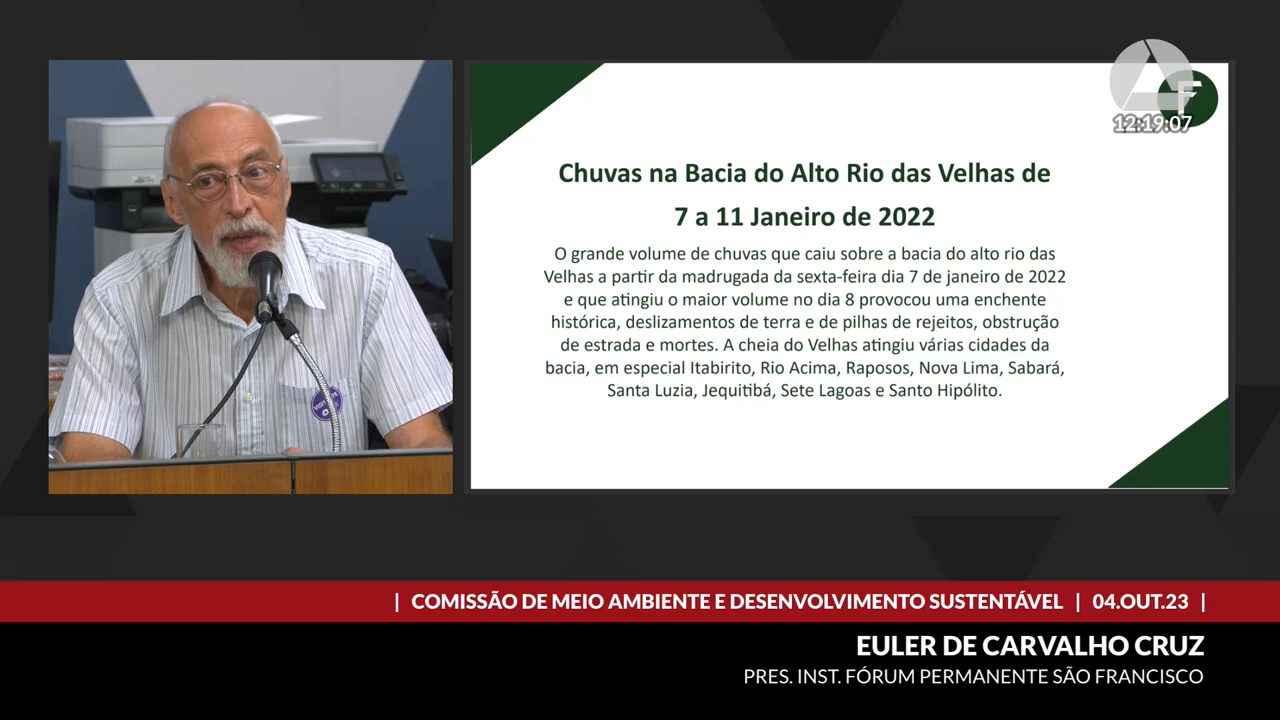 12:19:07
F
Chuvas na Bacia do Alto Rio das Velhas de
7 a 11 Janeiro de 2022
O grande volume de chuvas que caiu sobre a bacia do alto rio das
Velhas a partir da madrugada da sexta-feira dia 7 de janeiro de 2022
e que atingiu o maior volume no dia 8 provocou uma enchente
histórica, deslizamentos de terra e de pilhas de rejeitos, obstrução
de estrada e mortes. A cheia do Velhas atingiu várias cidades da
bacia, em especial Itabirito, Rio Acima, Raposos, Nova Lima, Sabará,
Santa Luzia, Jequitibá, Sete Lagoas e Santo Hipólito.
| COMISSÃO DE MEIO AMBIENTE E DESENVOLVIMENTO SUSTENTÁVEL | 04.OUT.23 |
EULER DE CARVALHO CRUZ
PRES. INST. FÓRUM PERMANENTE SÃO FRANCISCO